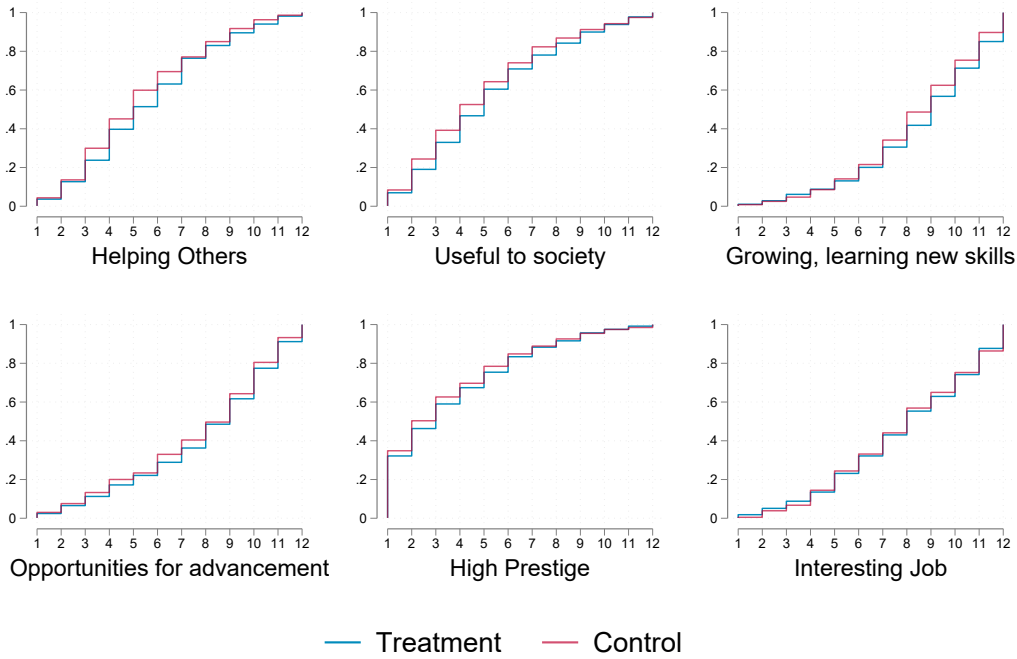 1
.8
.6
.4
.2
0
1 2 3 4 5 6 7 8 9 10 11 12
Helping Others
1
.8
.6
.4
.2
0
1 2 3 4 5 6 7 8 9 10 11 12
Useful to society
1
.8
.6
.4
.2
0
1 2 3 4 5 6 7 8 9 10 11 12
Growing, learning new skills
1
.8
.6
.4
.2
0
1 2 3 4 5 6 7 8 9 10 11 12
Opportunities for advancement
1
.8
.6
.4
.2
0
1 2 3 4 5 6 7 8 9 10 11 12
High Prestige
1
.8
.6
.4
.2
0
1 2 3 4 5 6 7 8 9 10 11 12
Interesting Job
Treatment Control